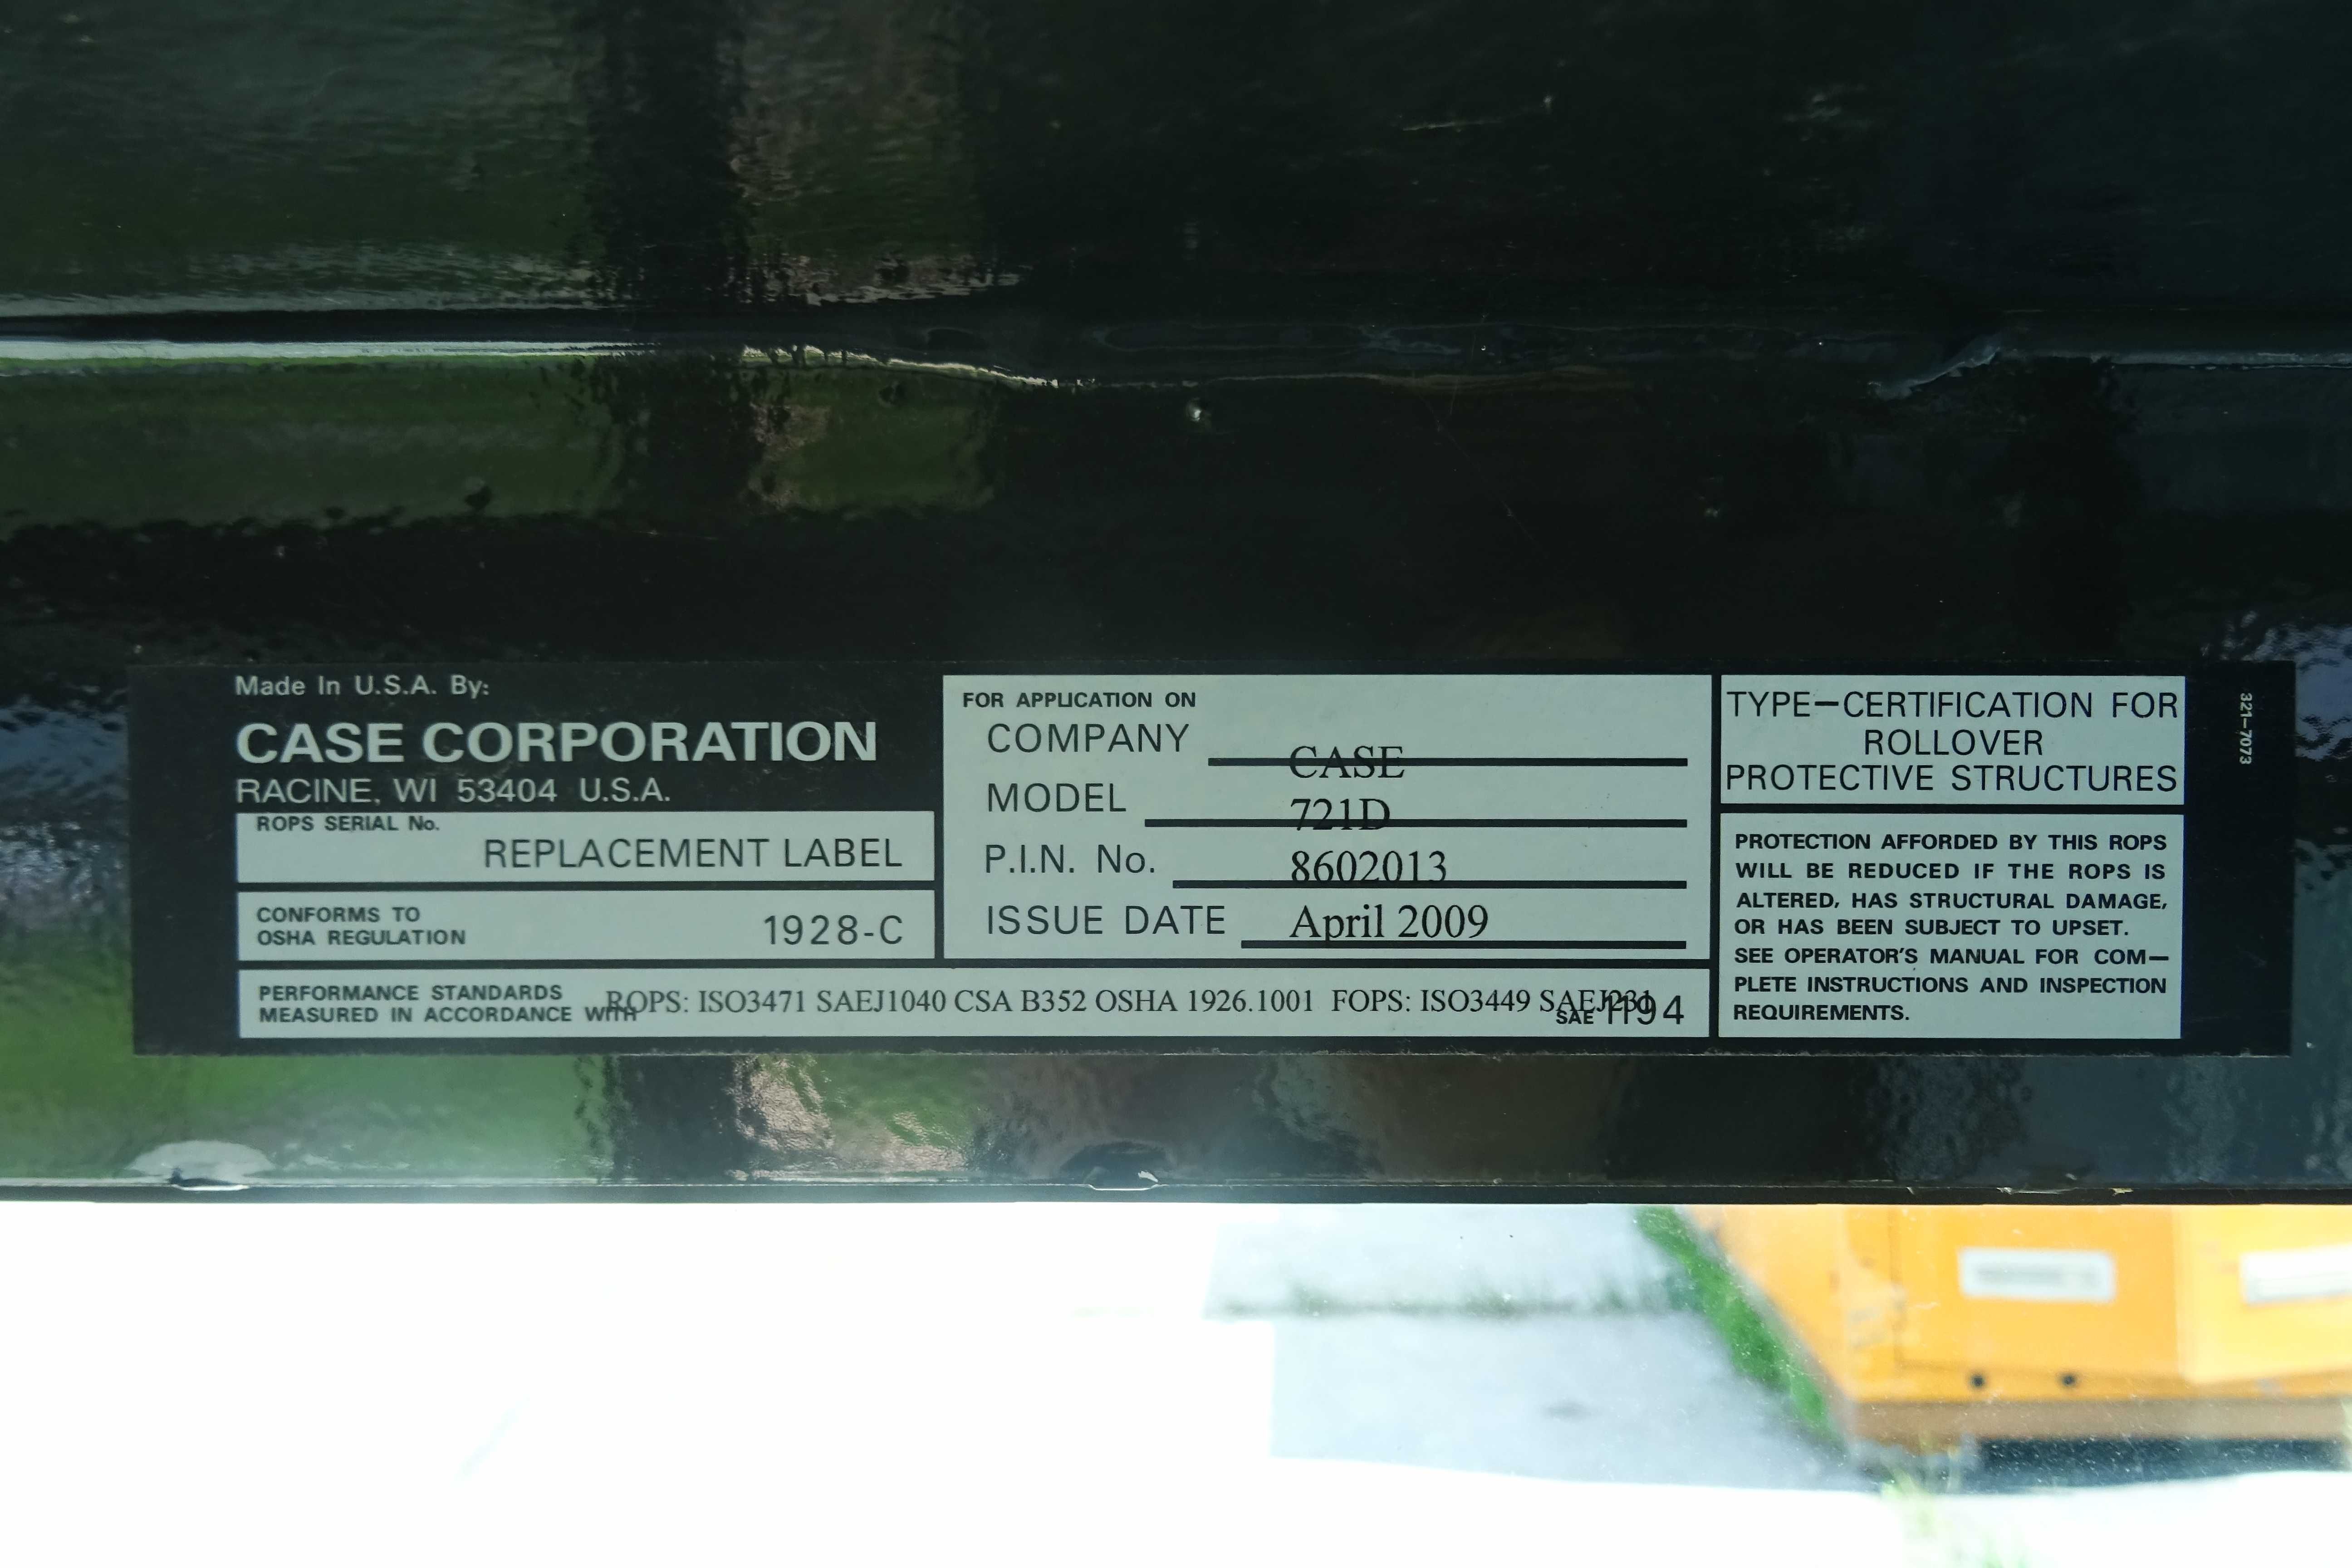 Made In U.S.A. By:
CASE CORPORATION
RACINE, WI 53404 U.S.A.
ROPS SERIAL No.
REPLACEMENT LABEL
CONFORMS TO
OSHA REGULATION
1928-C
FOR APPLICATION ON
COMPANY CASE
MODEL 721D
P.I.N. No. 8602013
ISSUE DATE April 2009
PERFORMANCE STANDARDS
MEASURED IN ACCORDANCE WITH
ROPS: ISO3471 SAEJ1040 CSA B352 OSHA 1926.1001 FOPS: ISO3449 SAEJ231
SAE 1194
TYPE—CERTIFICATION FOR
ROLLOVER
PROTECTIVE STRUCTURES
PROTECTION AFFORDED BY THIS ROPS
WILL BE REDUCED IF THE ROPS IS
ALTERED, HAS STRUCTURAL DAMAGE,
OR HAS BEEN SUBJECT TO UPSET.
SEE OPERATOR'S MANUAL FOR COM—
PLETE INSTRUCTIONS AND INSPECTION
REQUIREMENTS.
321-7073